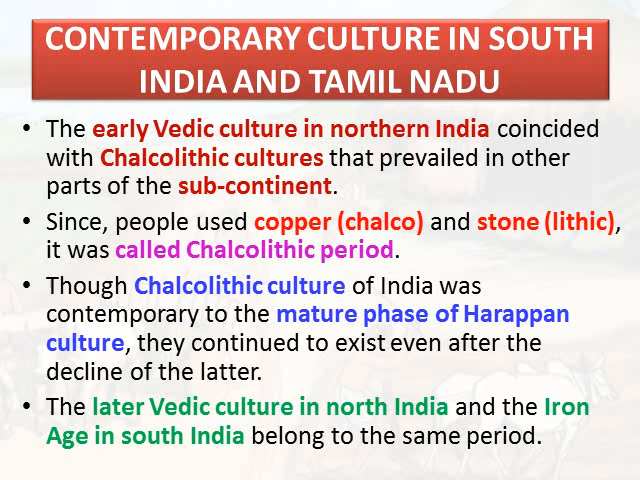 CONTEMPORARY CULTURE IN SOUTH
INDIA AND TAMIL NADU
• The early Vedic culture in northern India coincided
with Chalcolithic cultures that prevailed in other
parts of the sub-continent.
• Since, people used copper (chalco) and stone (lithic),
it was called Chalcolithic period.
• Though Chalcolithic culture of India was
contemporary to the mature phase of Harappan
culture, they continued to exist even after the
decline of the latter.
• The later Vedic culture in north India and the Iron
Age in south India belong to the same period.